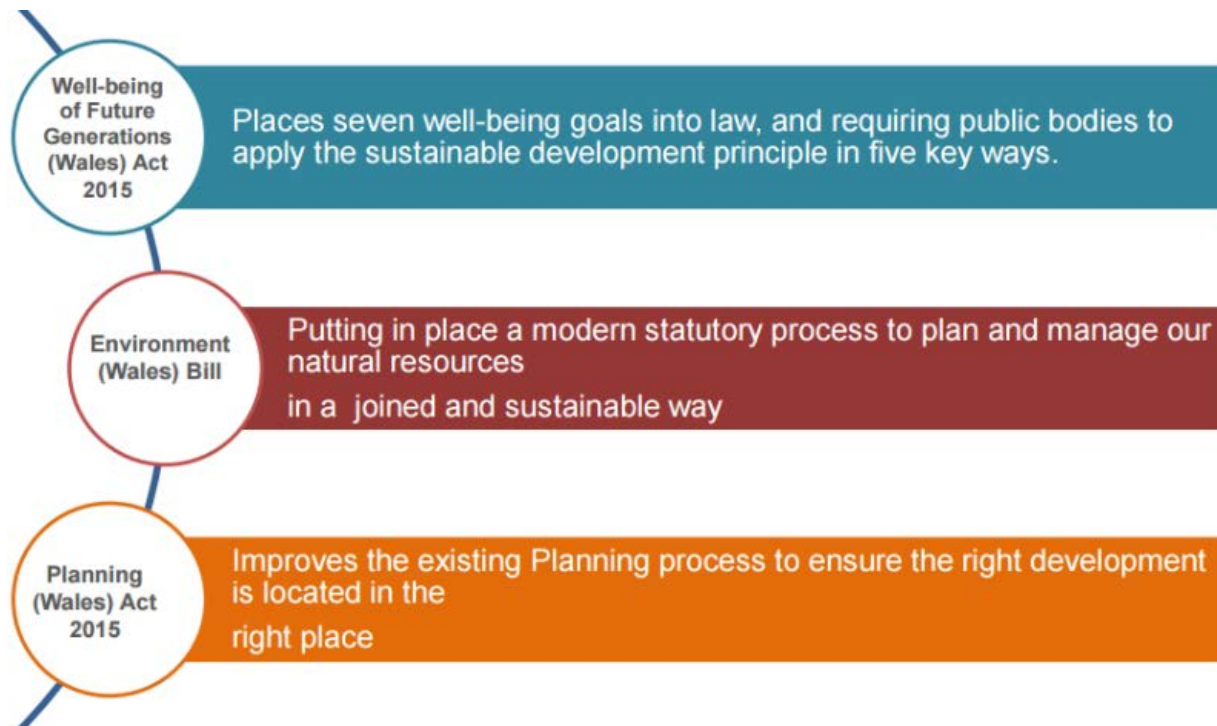 Well-being
of Future
Generations
(Wales) Act
2015
Places seven well-being goals into law, and requiring public bodies to
apply the sustainable development principle in five key ways.
Environment
(Wales) Bill
Putting in place a modern statutory process to plan and manage our
natural resources
in a  joined and sustainable way
Planning
(Wales) Act
2015
Improves the existing Planning process to ensure the right development
is located in the
right place